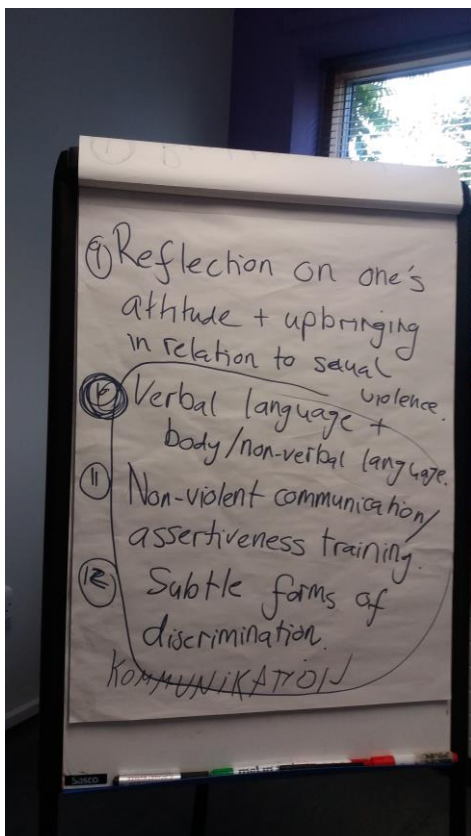 9 Reflection on one's
attitude + upbringing
in relation to sexual
violence.
10 Verbal language +
body/non-verbal language.
11 Non-violent communication/
assertiveness training.
12 Subtle forms of
discrimination.
KOMMUNIKATION
Sasco